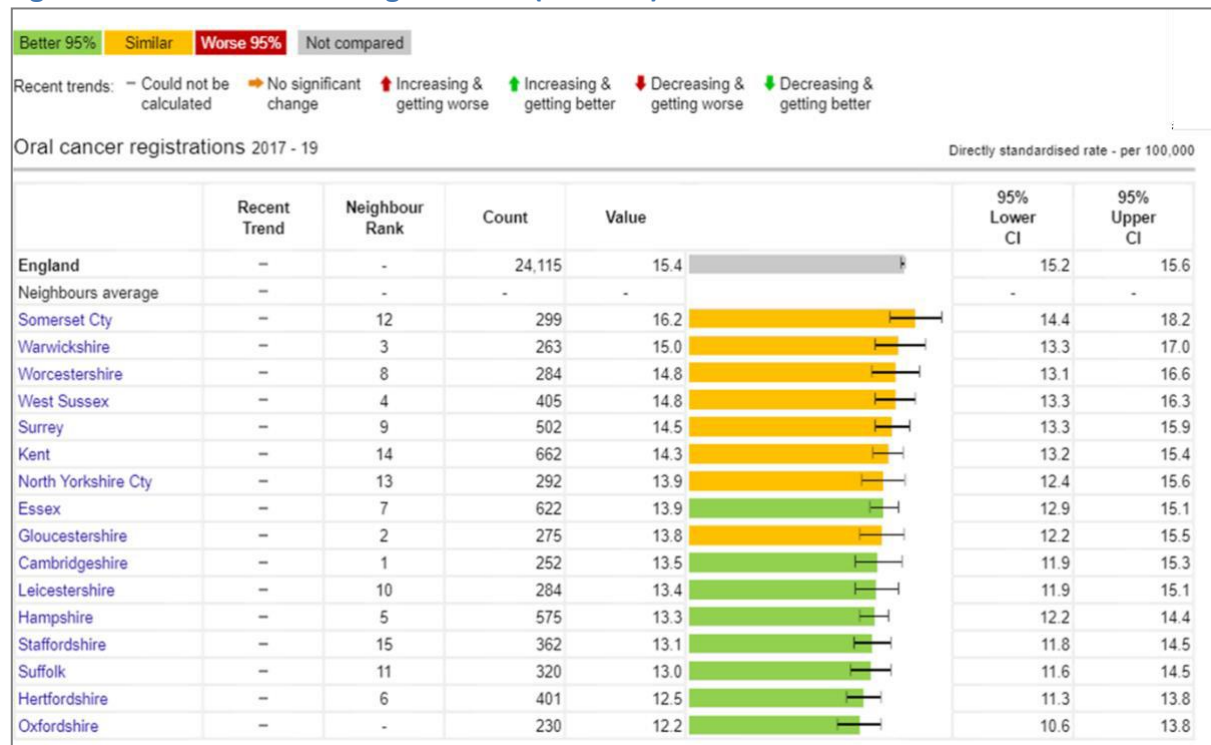 Better 95% Similar Worse 95% Not compared
Recent trends: – Could not be calculated ➡ No significant change ⬆ Increasing & getting worse ⬆ Increasing & getting better ⬇ Decreasing & getting worse ⬇ Decreasing & getting better
Oral cancer registrations 2017 - 19 Directly standardised rate - per 100,000
Recent Trend Neighbour Rank Count Value 95% Lower CI 95% Upper CI
England – - 24,115 15.4 15.2 15.6
Neighbours average – - - - - -
Somerset Cty – 12 299 16.2 14.4 18.2
Warwickshire – 3 263 15.0 13.3 17.0
Worcestershire – 8 284 14.8 13.1 16.6
West Sussex – 4 405 14.8 13.3 16.3
Surrey – 9 502 14.5 13.3 15.9
Kent – 14 662 14.3 13.2 15.4
North Yorkshire Cty – 13 292 13.9 12.4 15.6
Essex – 7 622 13.9 12.9 15.1
Gloucestershire – 2 275 13.8 12.2 15.5
Cambridgeshire – 1 252 13.5 11.9 15.3
Leicestershire – 10 284 13.4 11.9 15.1
Hampshire – 5 575 13.3 12.2 14.4
Staffordshire – 15 362 13.1 11.8 14.5
Suffolk – 11 320 13.0 11.6 14.5
Hertfordshire – 6 401 12.5 11.3 13.8
Oxfordshire – - 230 12.2 10.6 13.8